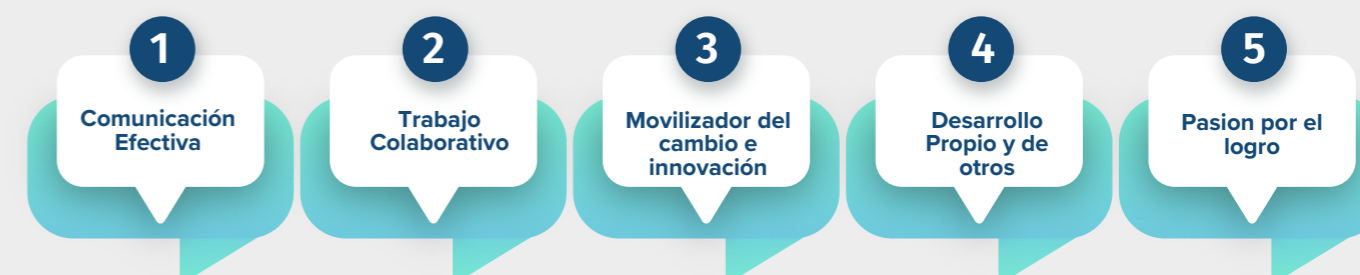 1
Comunicación
Efectiva
2
Trabajo
Colaborativo
3
Movilizador del
cambio e
innovación
4
Desarrollo
Propio y de
otros
5
Pasion por el
logro